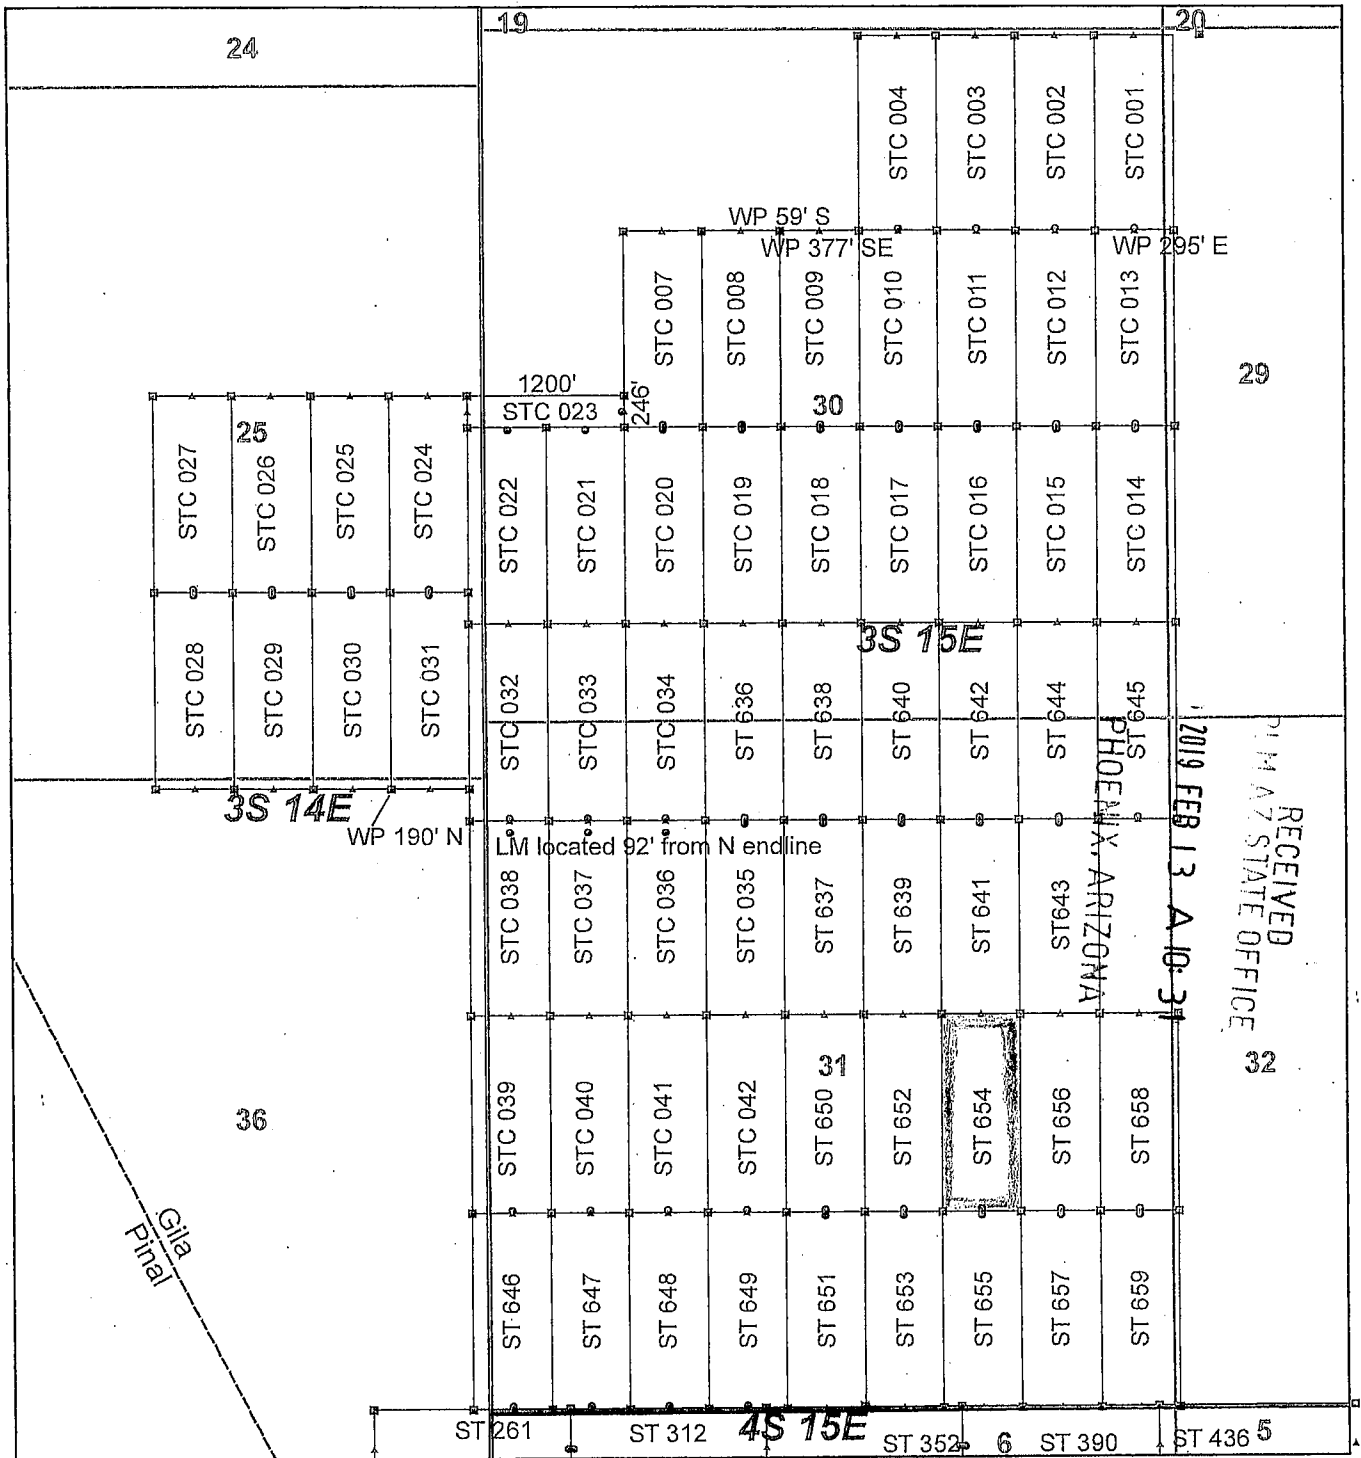 19
20
24
STC 004
STC 003
STC 002
STC 001
WP 59' S
WP 377' SE
WP 295' E
STC 007
STC 008
STC 009
STC 010
STC 011
STC 012
STC 013
29
1200'
246'
STC 023
30
25
STC 027
STC 026
STC 025
STC 024
STC 022
STC 021
STC 020
STC 019
STC 018
STC 017
STC 016
STC 015
STC 014
3S 15E
STC 028
STC 029
STC 030
STC 031
STC 032
STC 033
STC 034
ST 636
ST 638
ST 640
ST 642
ST 644
ST 645
3S 14E
WP 190' N
LM located 92' from N endline
RECEIVED
BLM AZ STATE OFFICE
2019 FEB 13 A 10:31
PHOENIX, ARIZONA
STC 038
STC 037
STC 036
STC 035
ST 637
ST 639
ST 641
ST643
31
32
36
STC 039
STC 040
STC 041
STC 042
ST 650
ST 652
ST 654
ST 656
ST 658
Gila
Pinal
ST 646
ST 647
ST 648
ST 649
ST 651
ST 653
ST 655
ST 657
ST 659
ST 261
ST 312
4S 15E
ST 352
6
ST 390
ST 436
5